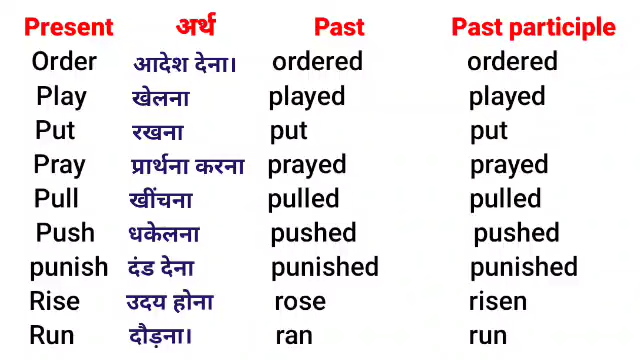 Present अर्थ Past Past participle
Order आदेश देना। ordered ordered
Play खेलना played played
Put रखना put put
Pray प्रार्थना करना prayed prayed
Pull खींचना pulled pulled
Push धकेलना pushed pushed
punish दंड देना punished punished
Rise उदय होना rose risen
Run दौड़ना। ran run